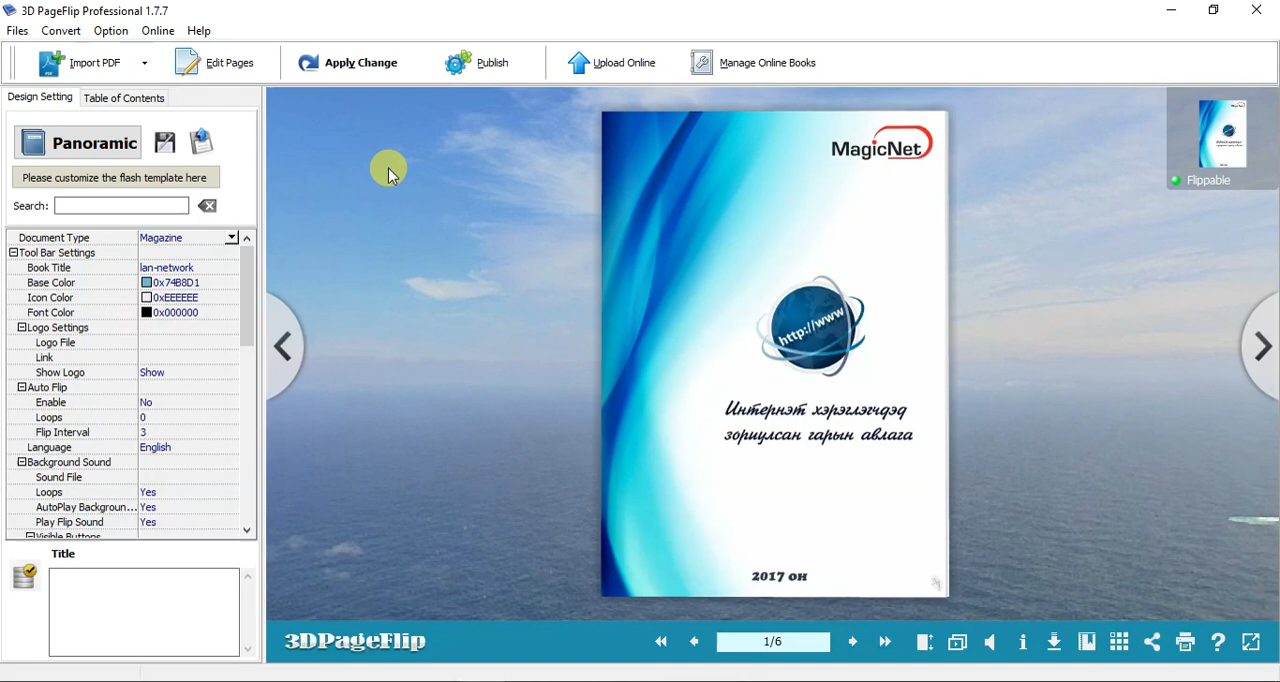 3D PageFlip Professional 1.7.7
Files Convert Option Online Help
Import PDF Edit Pages Apply Change Publish Upload Online Manage Online Books
Design Setting Table of Contents
Panoramic
Please customize the flash template here
Search:
Document Type Magazine
Tool Bar Settings
Book Title lan-network
Base Color 0x74B8D1
Icon Color 0xEEEEEE
Font Color 0x000000
Logo Settings
Logo File
Link
Show Logo Show
Auto Flip
Enable No
Loops 0
Flip Interval 3
Language English
Background Sound
Sound File
Loops Yes
AutoPlay Backgroun... Yes
Play Flip Sound Yes
Visible Buttons
Title
MagicNet
http://www
Интернэт хэрэглэгчдэд
зориулсан гарын авлага
2017 он
Flippable
3DPageFlip
1/6